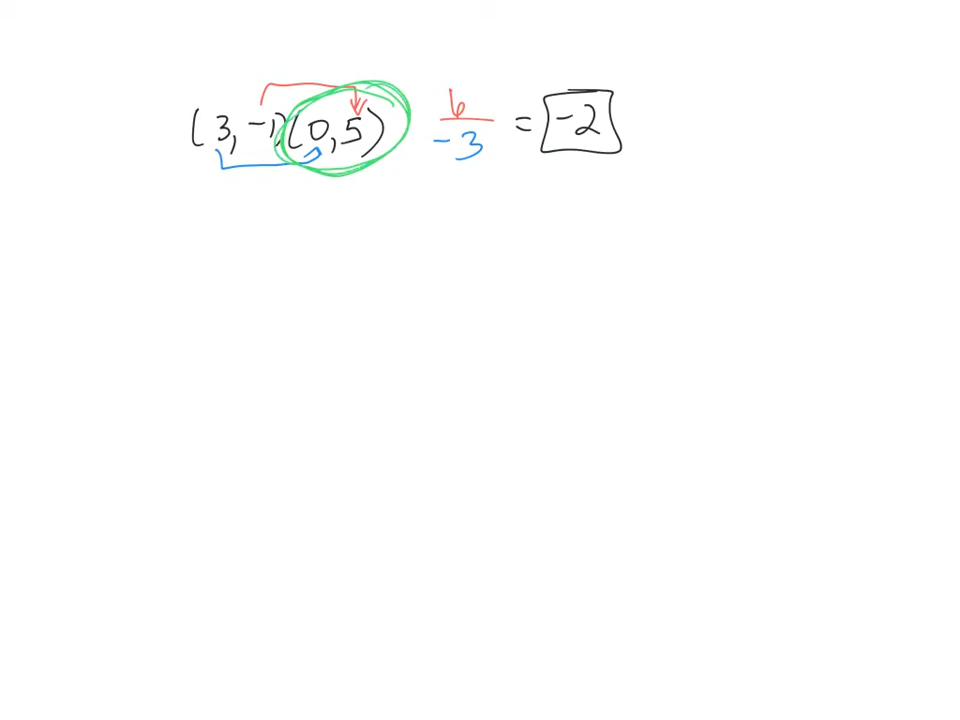 (3, -1)(0,5) 6/-3 = -2